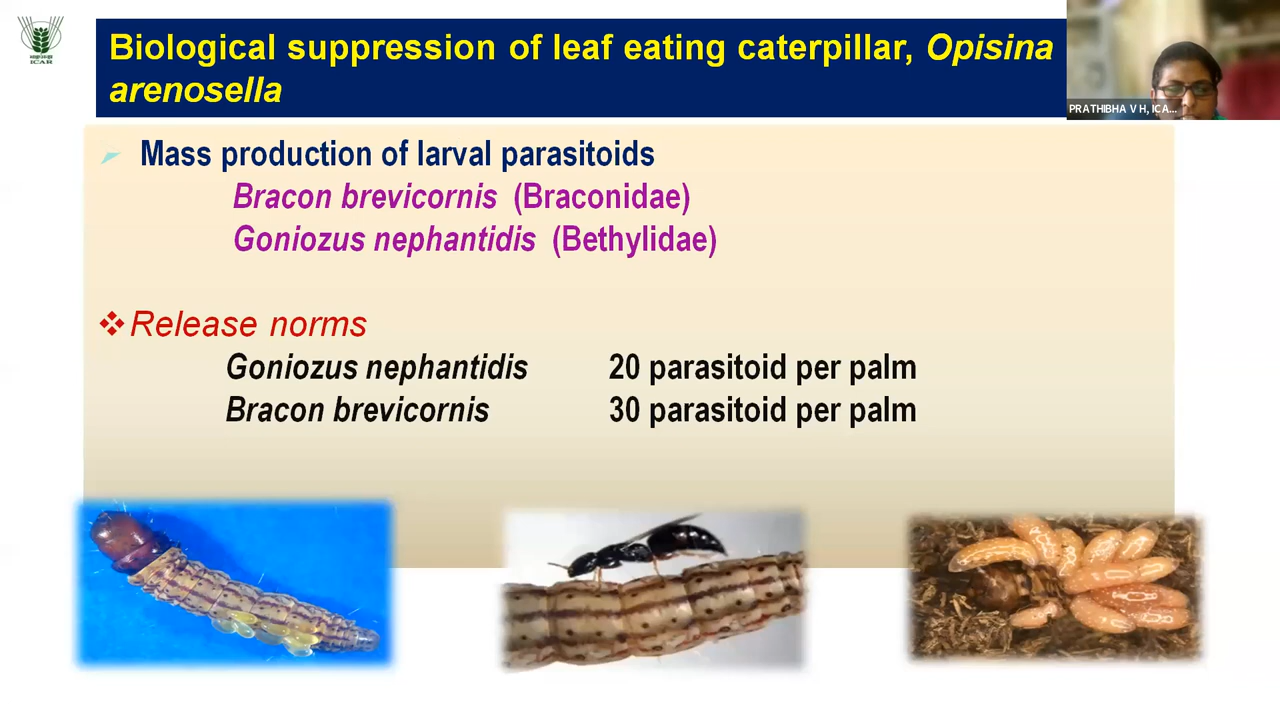 ICAR
Biological suppression of leaf eating caterpillar, Opisina
arenosella
PRATHIBHA V H, ICA...
Mass production of larval parasitoids
Bracon brevicornis (Braconidae)
Goniozus nephantidis (Bethylidae)
Release norms
Goniozus nephantidis 20 parasitoid per palm
Bracon brevicornis 30 parasitoid per palm